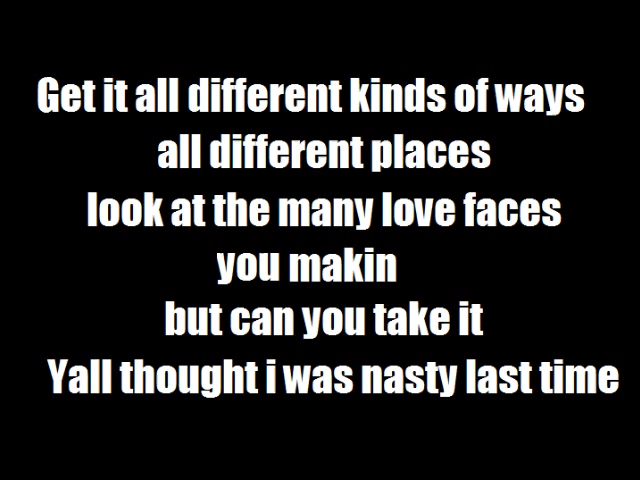 Get it all different kinds of ways
all different places
look at the many love faces
you makin
but can you take it
Yall thought i was nasty last time